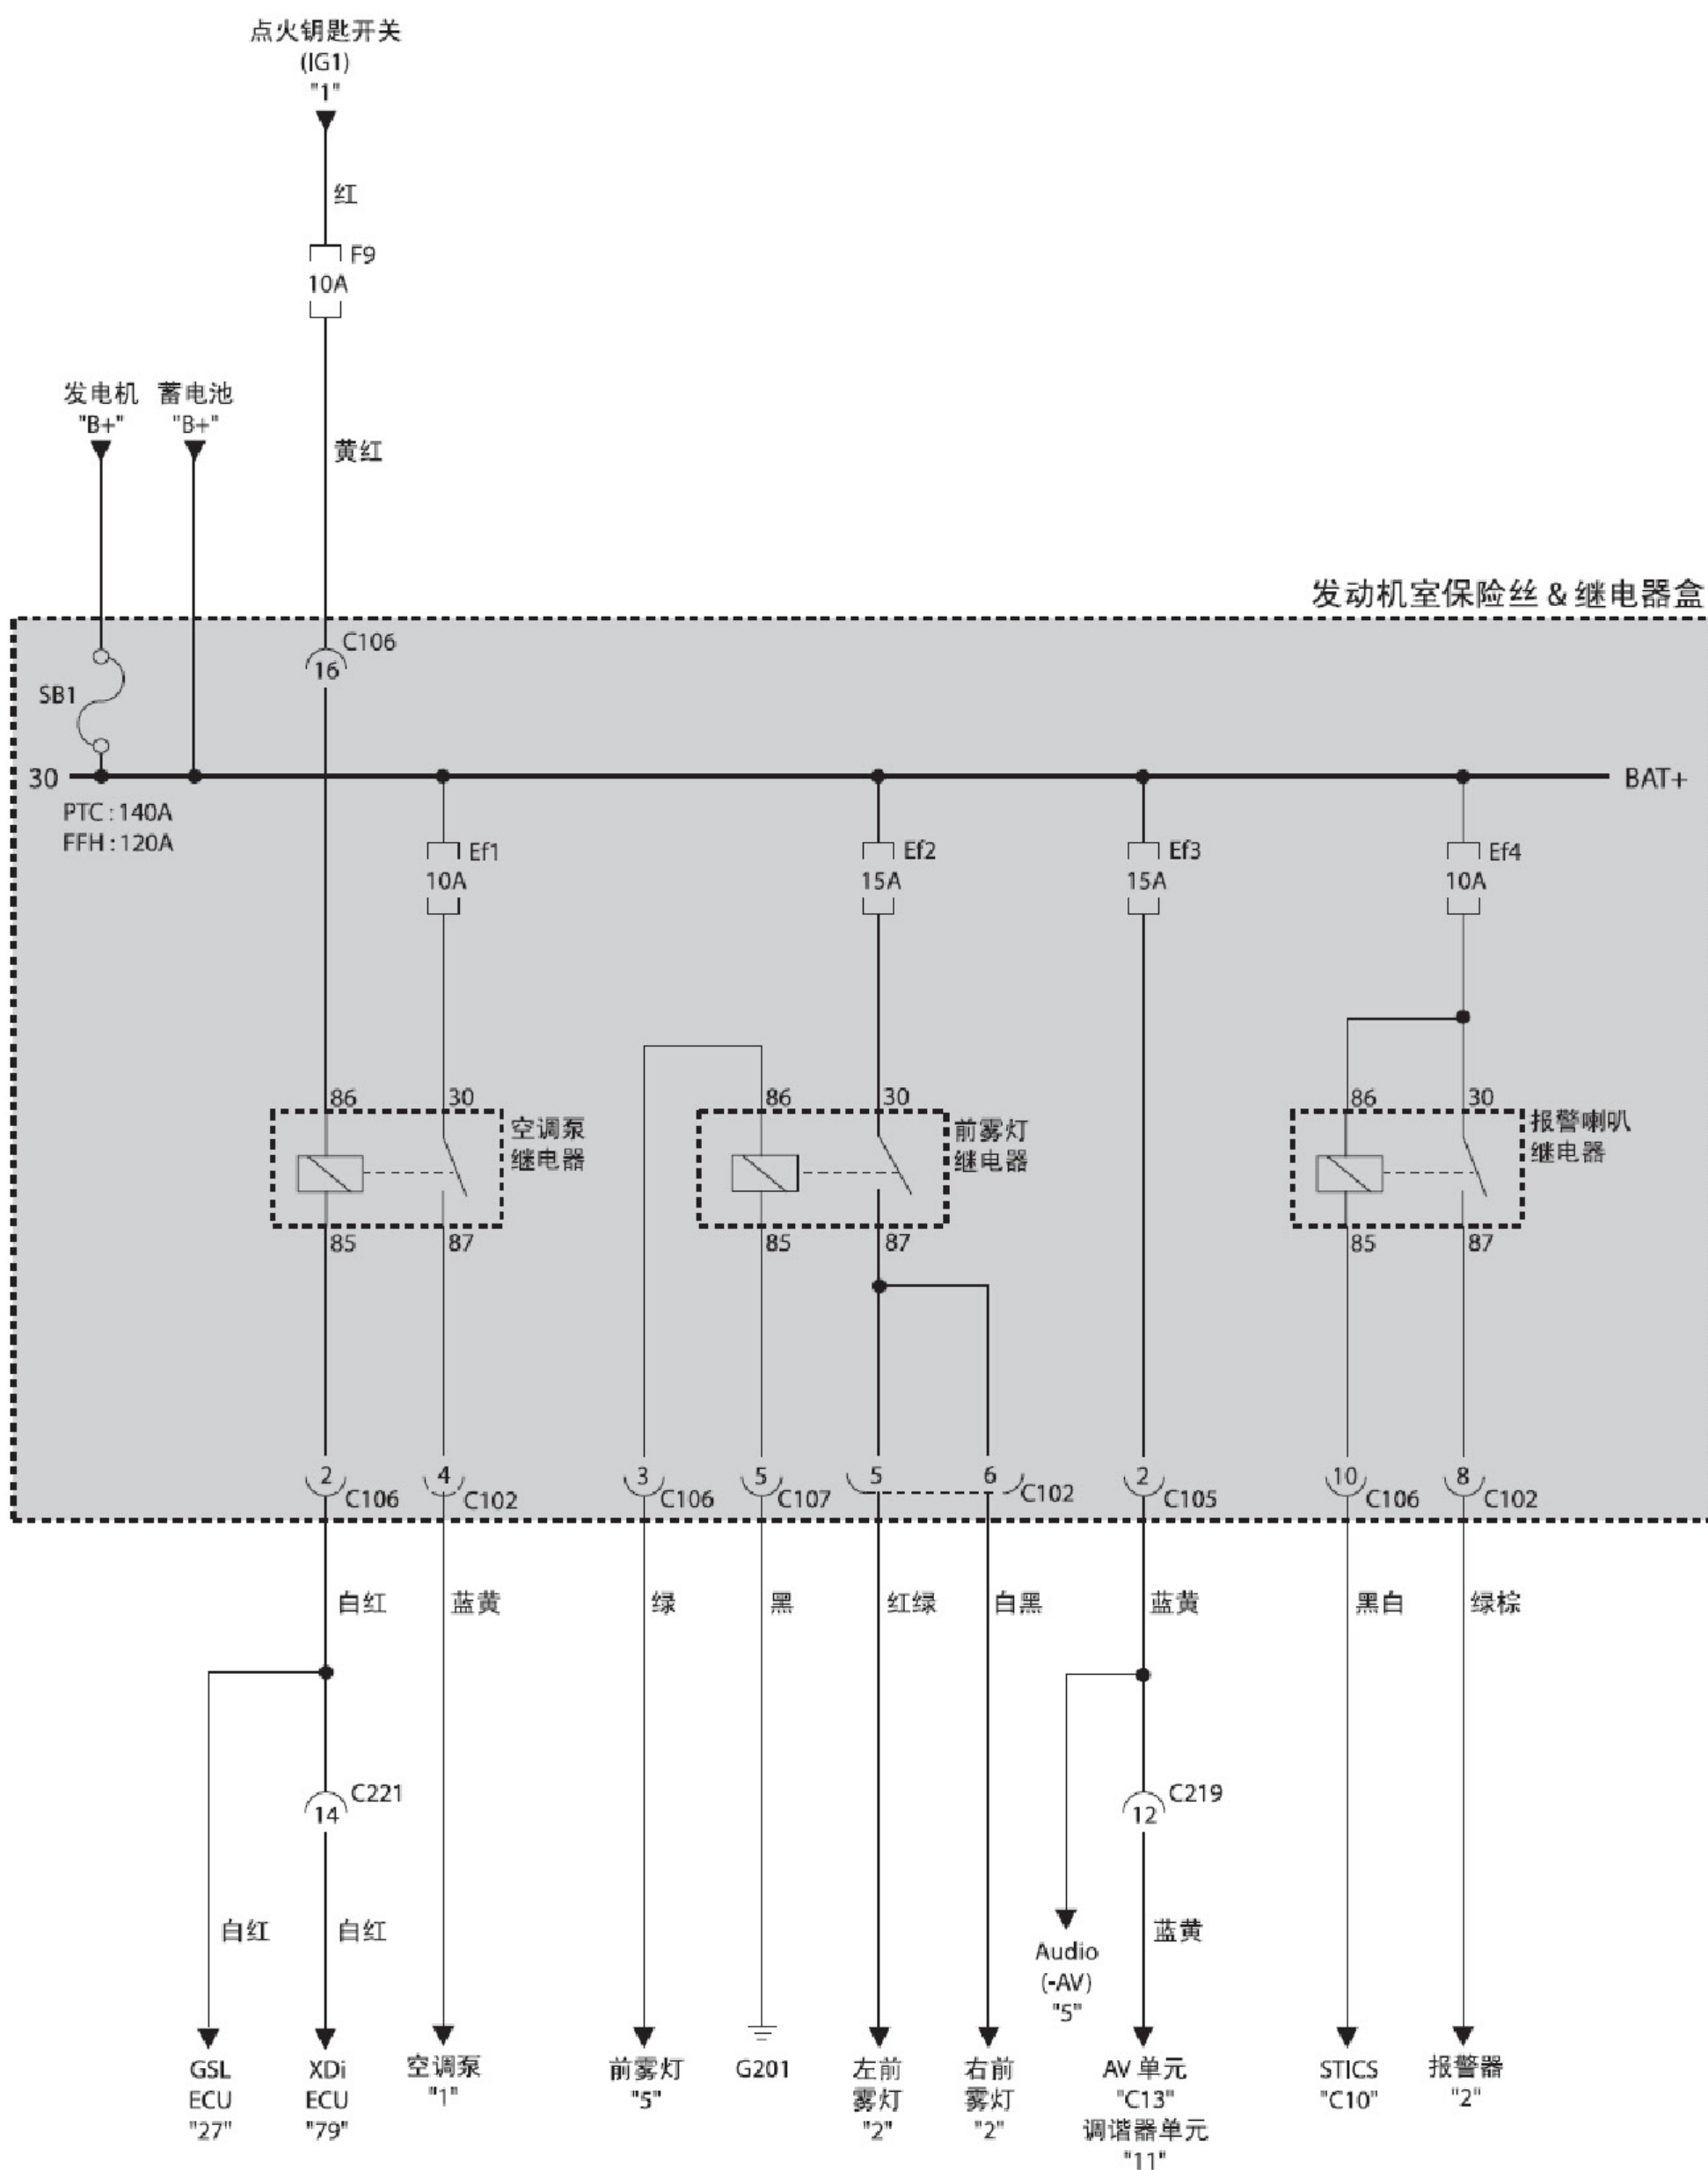 点火钥匙开关
(IG1)
"1"
红
F9
10A
发电机 蓄电池
"B+" "B+"
黄红
发动机室保险丝 & 继电器盒
C106
16
SB1
30
BAT+
PTC : 140A
FFH : 120A
Ef1
10A
Ef2
15A
Ef3
15A
Ef4
10A
86 30
空调泵
继电器
85 87
86 30
前雾灯
继电器
85 87
86 30
报警喇叭
继电器
85 87
2 C106
4 C102
3 C106
5 C107
5 6 C102
2 C105
10 C106
8 C102
白红 蓝黄 绿 黑 红绿 白黑 蓝黄 黑白 绿棕
C221
14
C219
12
白红 白红 蓝黄
Audio
(-AV)
"5"
GSL
ECU
"27"
XDi
ECU
"79"
空调泵
"1"
前雾灯
"5"
G201
左前
雾灯
"2"
右前
雾灯
"2"
AV 单元
"C13"
调谐器单元
"11"
STICS
"C10"
报警器
"2"